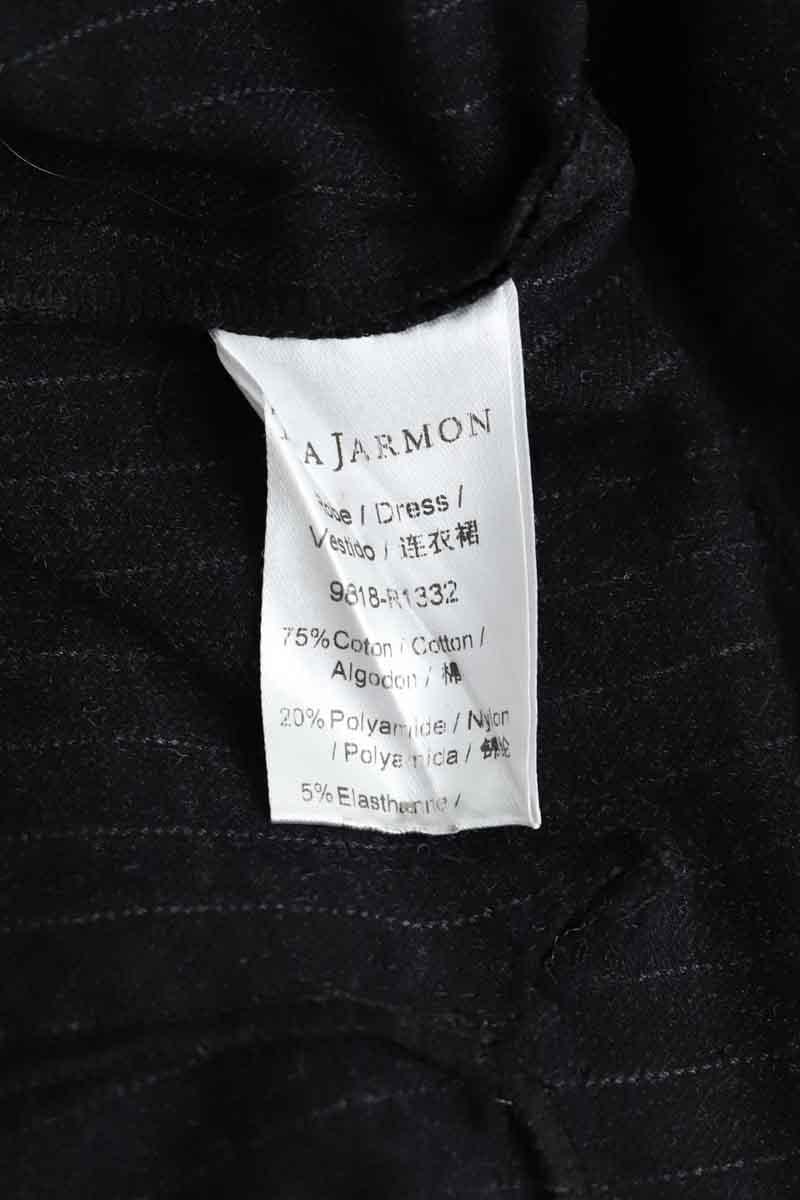 A JARMON
Robe / Dress /
Vestido / 连衣裙
9818-R1332
75% Coton / Cotton /
Algodon / 棉
20% Polyamide / Nylon
/ Polyamida / 锦纶
5% Elasthanne /